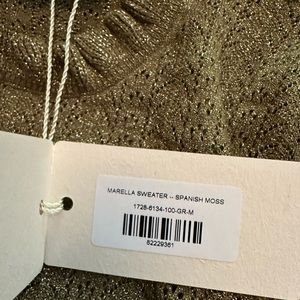 MARELLA SWEATER -- SPANISH MOSS
1728-6134-100-GR-M
82229361